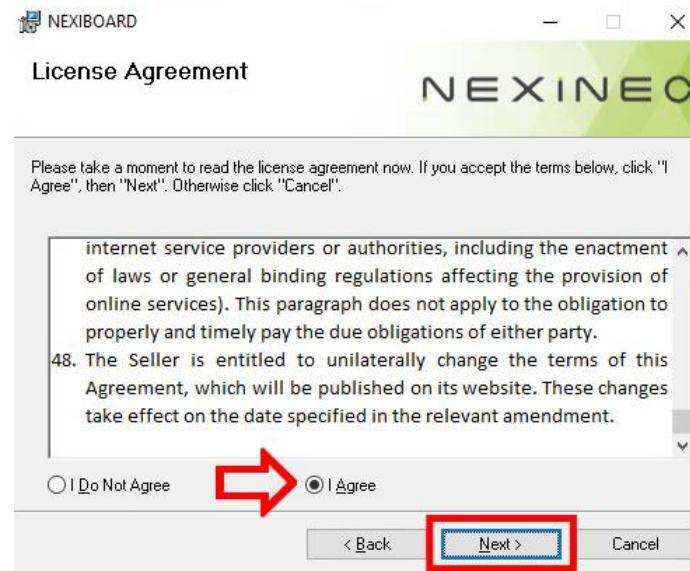 NEXIBOARD
License Agreement
NEXINEO
Please take a moment to read the license agreement now. If you accept the terms below, click "I
Agree", then "Next". Otherwise click "Cancel".
internet service providers or authorities, including the enactment
of laws or general binding regulations affecting the provision of
online services). This paragraph does not apply to the obligation to
properly and timely pay the due obligations of either party.
48. The Seller is entitled to unilaterally change the terms of this
Agreement, which will be published on its website. These changes
take effect on the date specified in the relevant amendment.
I Do Not Agree
I Agree
< Back
Next >
Cancel